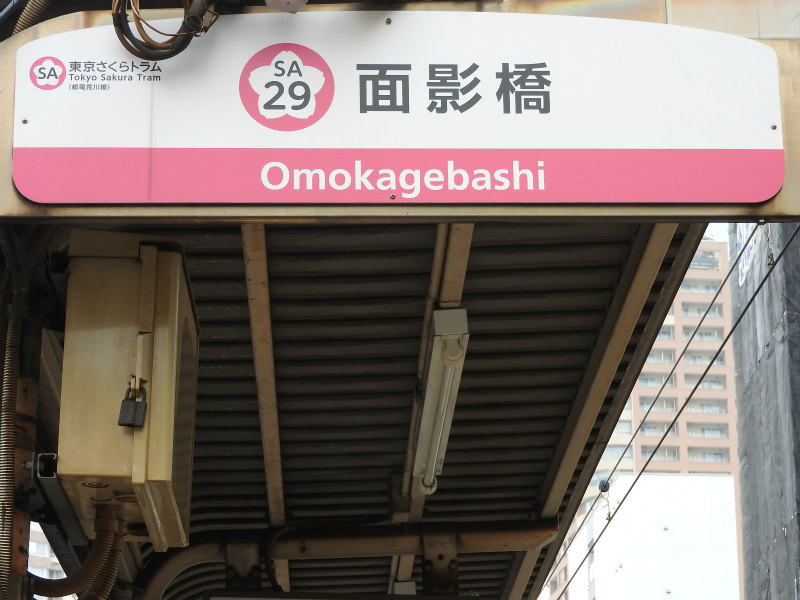 SA
東京さくらトラム
Tokyo Sakura Tram
(都電荒川線)
SA
29
面影橋
Omokagebashi